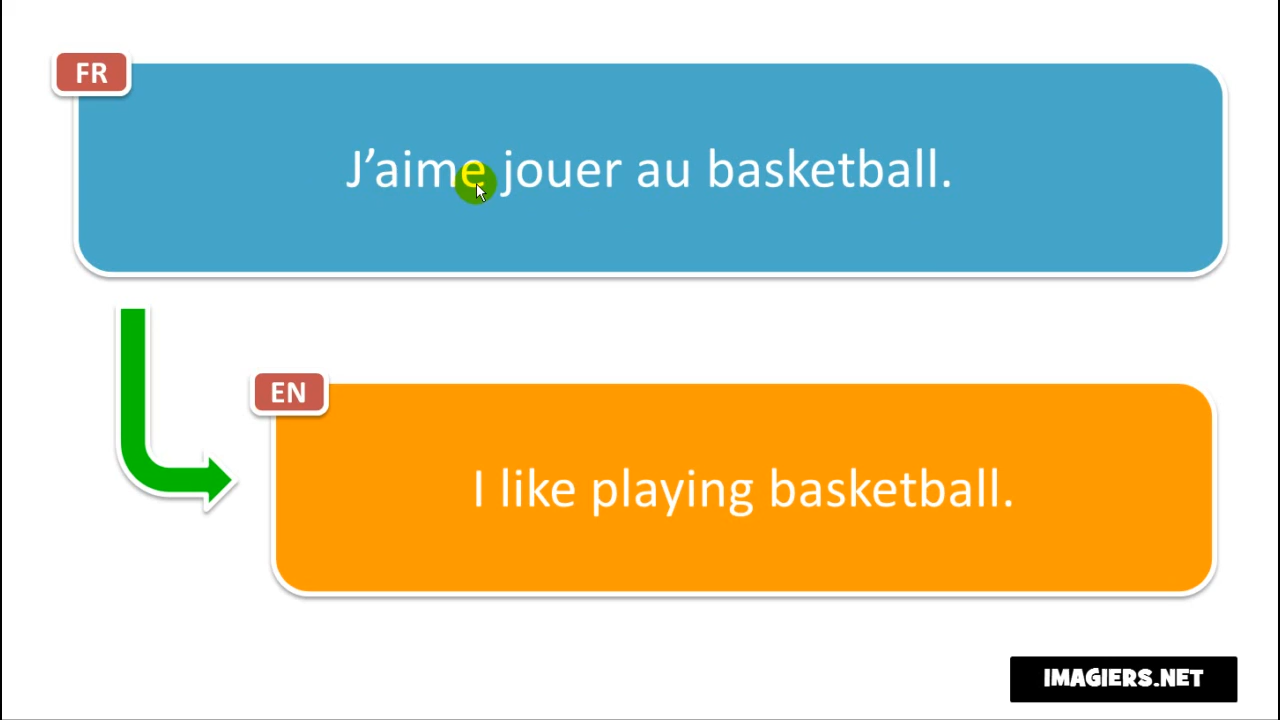 FR
J’aime jouer au basketball.
EN
I like playing basketball.
IMAGIERS.NET